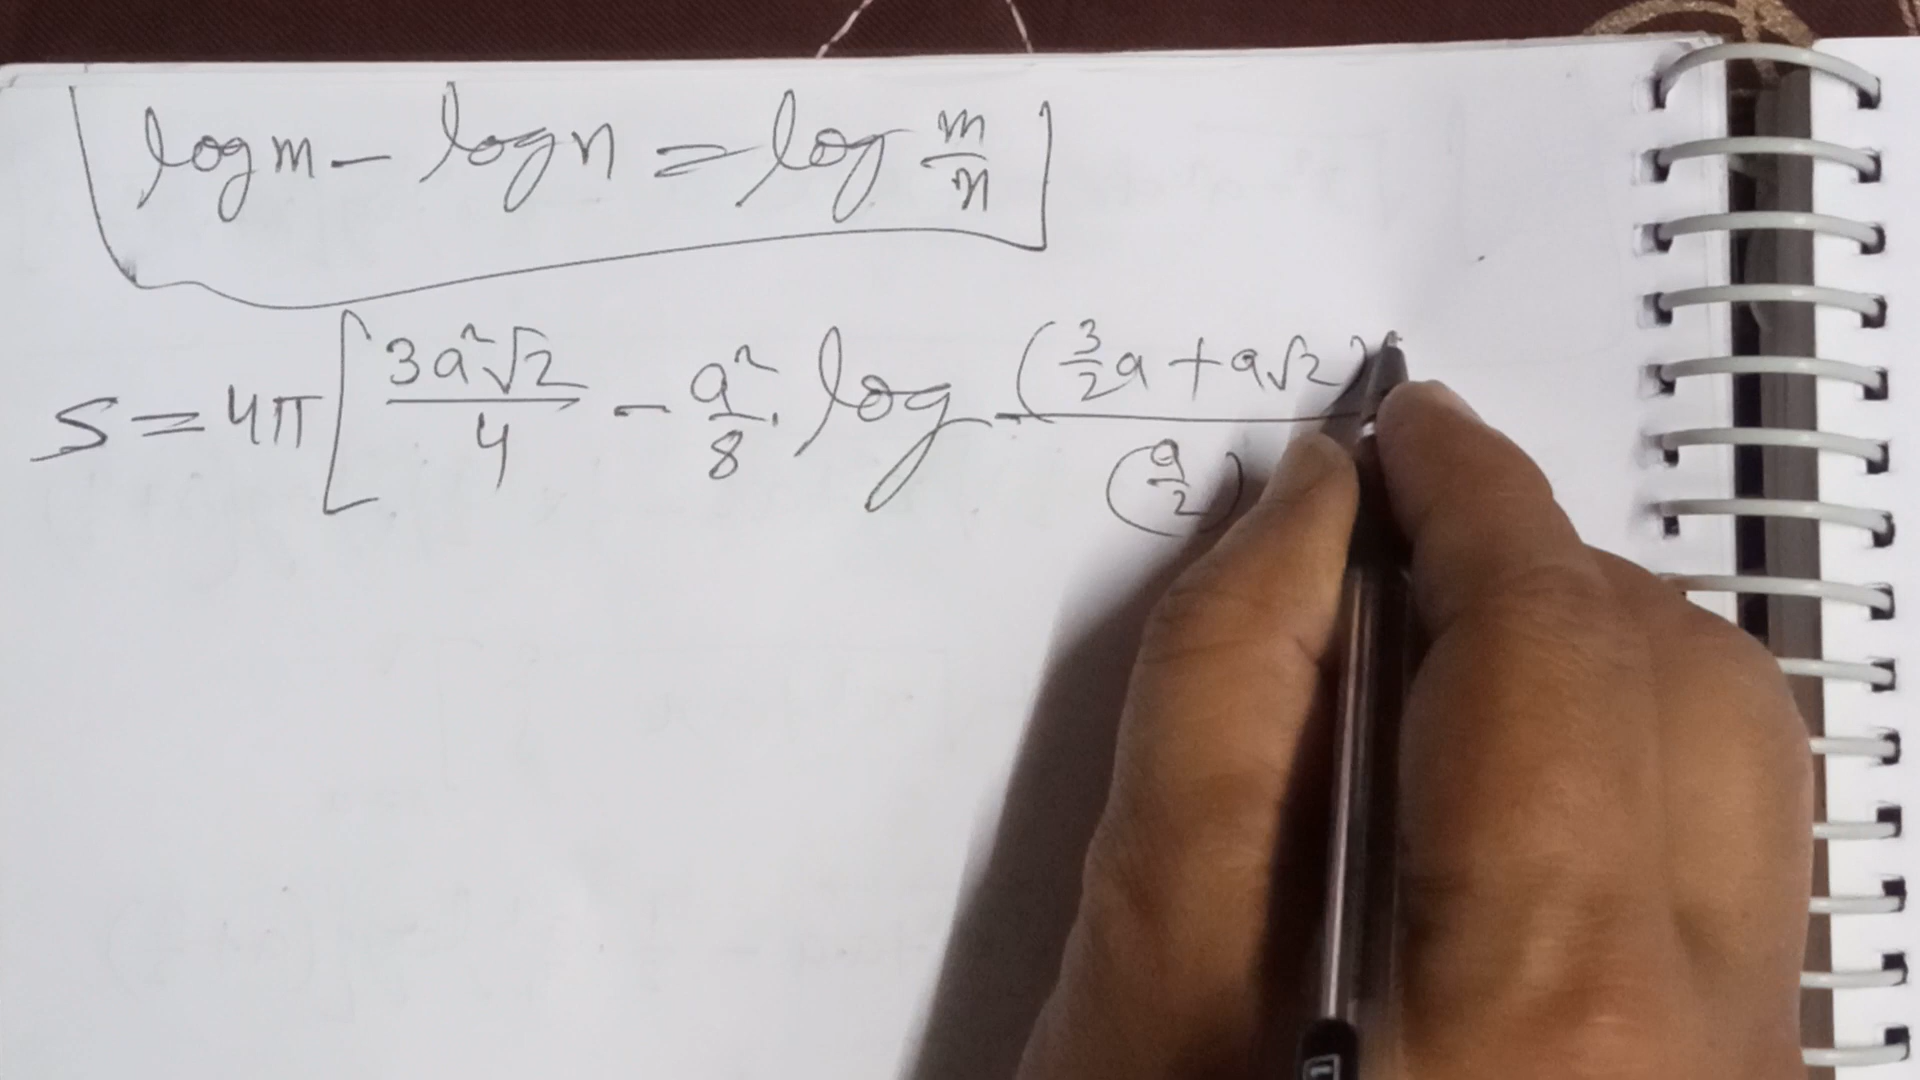 log m - log n = log m/n
S = 4π [ 3a²√2/4 - a²/8 . log (3/2 a + a√2)/(a/2)